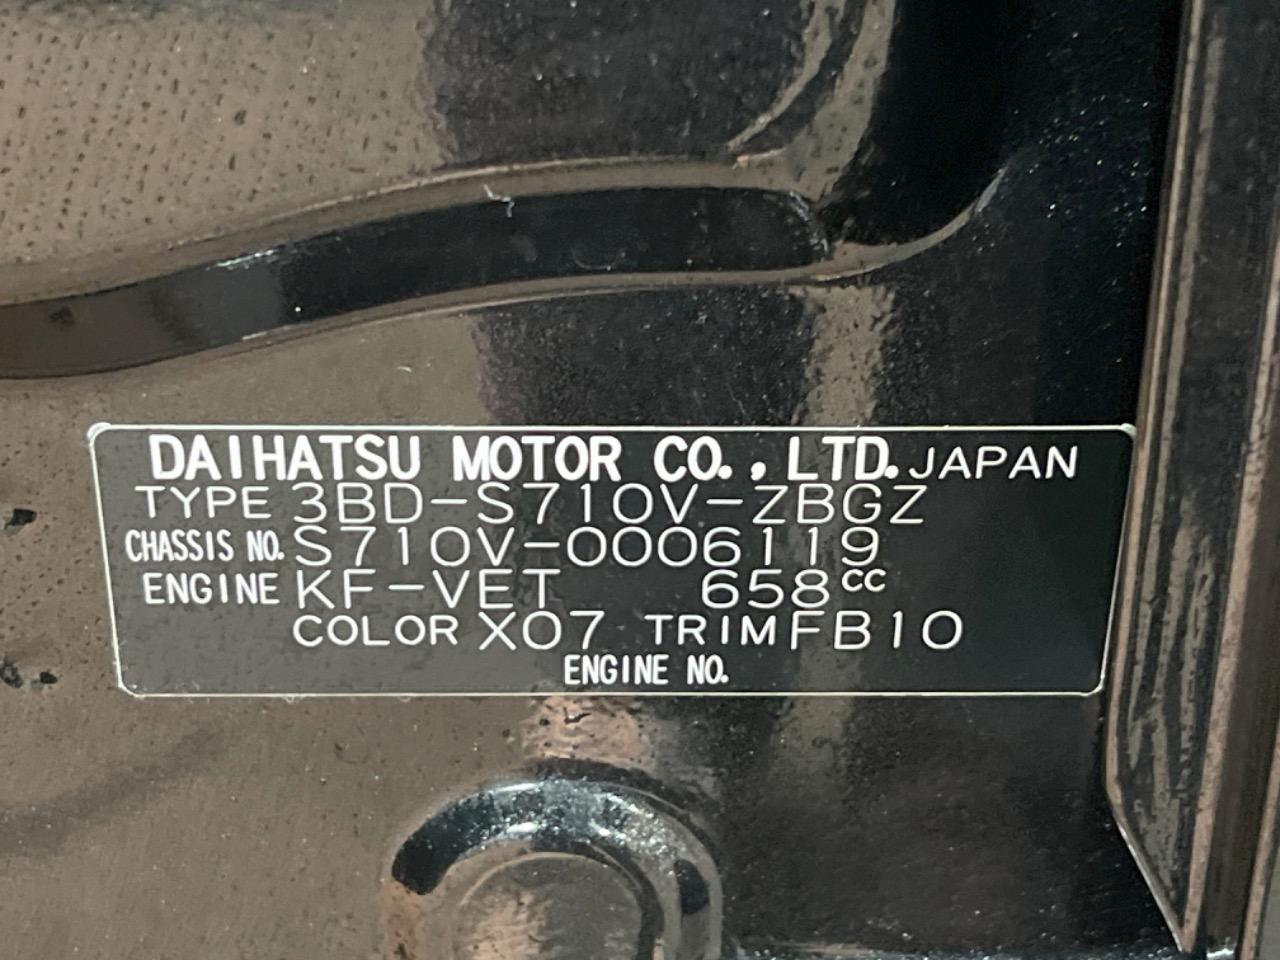 DAIHATSU MOTOR CO., LTD. JAPAN
TYPE 3BD-S710V-ZBGZ
CHASSIS NO. S710V-0006119
ENGINE KF-VET 658cc
COLOR X07 TRIM FB10
ENGINE NO.